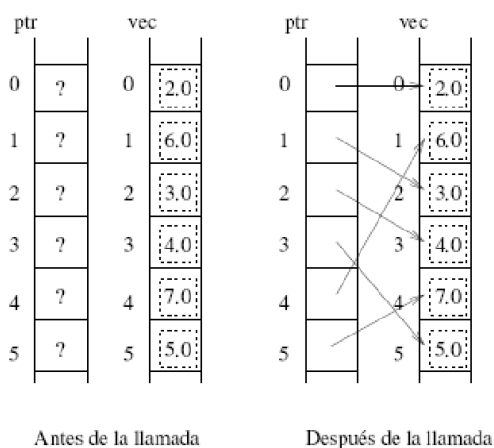 ptr vec ptr vec
0 ? 0 2.0 0 0 2.0
1 ? 1 6.0 1 1 6.0
2 ? 2 3.0 2 2 3.0
3 ? 3 4.0 3 3 4.0
4 ? 4 7.0 4 4 7.0
5 ? 5 5.0 5 5 5.0
Antes de la llamada Después de la llamada